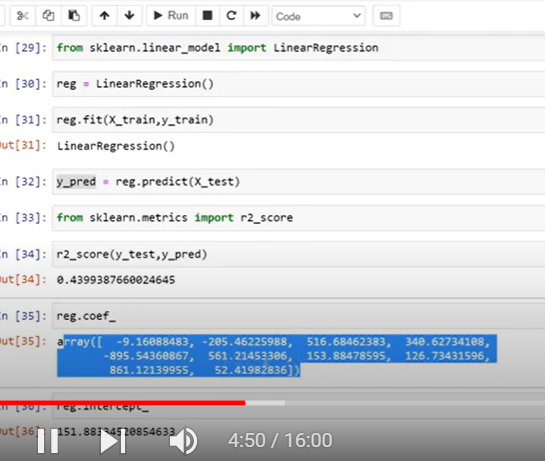 Run
Code
n [29]: from sklearn.linear_model import LinearRegression
n [30]: reg = LinearRegression()
n [31]: reg.fit(X_train,y_train)
ut[31]: LinearRegression()
n [32]: y_pred = reg.predict(X_test)
n [33]: from sklearn.metrics import r2_score
n [34]: r2_score(y_test,y_pred)
ut[34]: 0.4399387660024645
n [35]: reg.coef_
ut[35]: array([ -9.16088483, -205.46225988, 516.68462383, 340.62734108,
-895.54360867, 561.21453306, 153.88478595, 126.73431596,
861.12139955, 52.41982836])
n [36]: reg.intercept_
ut[36]: 151.88334520854633
4:50 / 16:00